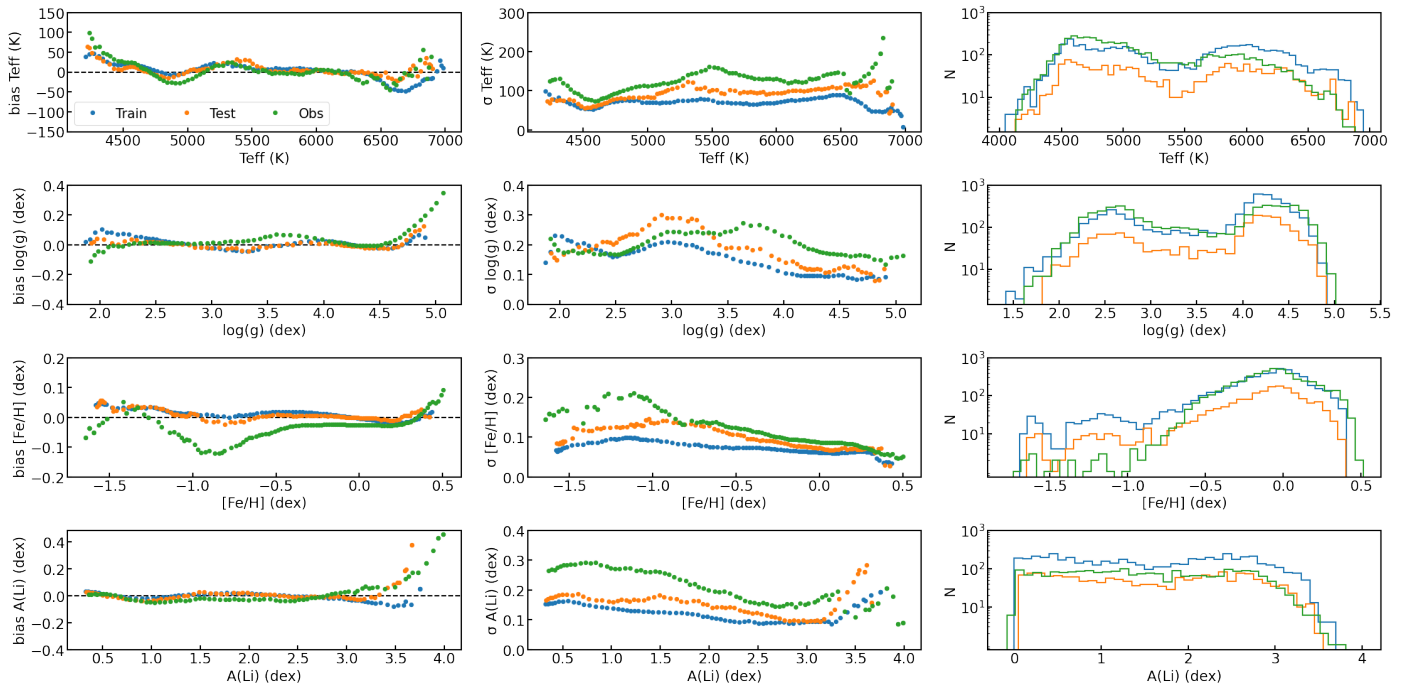 bias Teff (K)
150
100
50
0
−50
−100
−150
Train
Test
Obs
4500 5000 5500 6000 6500 7000
Teff (K)
σ Teff (K)
300
200
100
0
4500 5000 5500 6000 6500 7000
Teff (K)
N
10³
10²
10¹
4000 4500 5000 5500 6000 6500 7000
Teff (K)
bias log(g) (dex)
0.4
0.2
0.0
−0.2
−0.4
2.0 2.5 3.0 3.5 4.0 4.5 5.0
log(g) (dex)
σ log(g) (dex)
0.4
0.3
0.2
0.1
0.0
2.0 2.5 3.0 3.5 4.0 4.5 5.0
log(g) (dex)
N
10³
10²
10¹
1.5 2.0 2.5 3.0 3.5 4.0 4.5 5.0 5.5
log(g) (dex)
bias [Fe/H] (dex)
0.2
0.1
0.0
−0.1
−0.2
−1.5 −1.0 −0.5 0.0 0.5
[Fe/H] (dex)
σ [Fe/H] (dex)
0.3
0.2
0.1
0.0
−1.5 −1.0 −0.5 0.0 0.5
[Fe/H] (dex)
N
10³
10²
10¹
−1.5 −1.0 −0.5 0.0 0.5
[Fe/H] (dex)
bias A(Li) (dex)
0.4
0.2
0.0
−0.2
−0.4
0.5 1.0 1.5 2.0 2.5 3.0 3.5 4.0
A(Li) (dex)
σ A(Li) (dex)
0.4
0.3
0.2
0.1
0.0
0.5 1.0 1.5 2.0 2.5 3.0 3.5 4.0
A(Li) (dex)
N
10³
10²
10¹
0 1 2 3 4
A(Li) (dex)